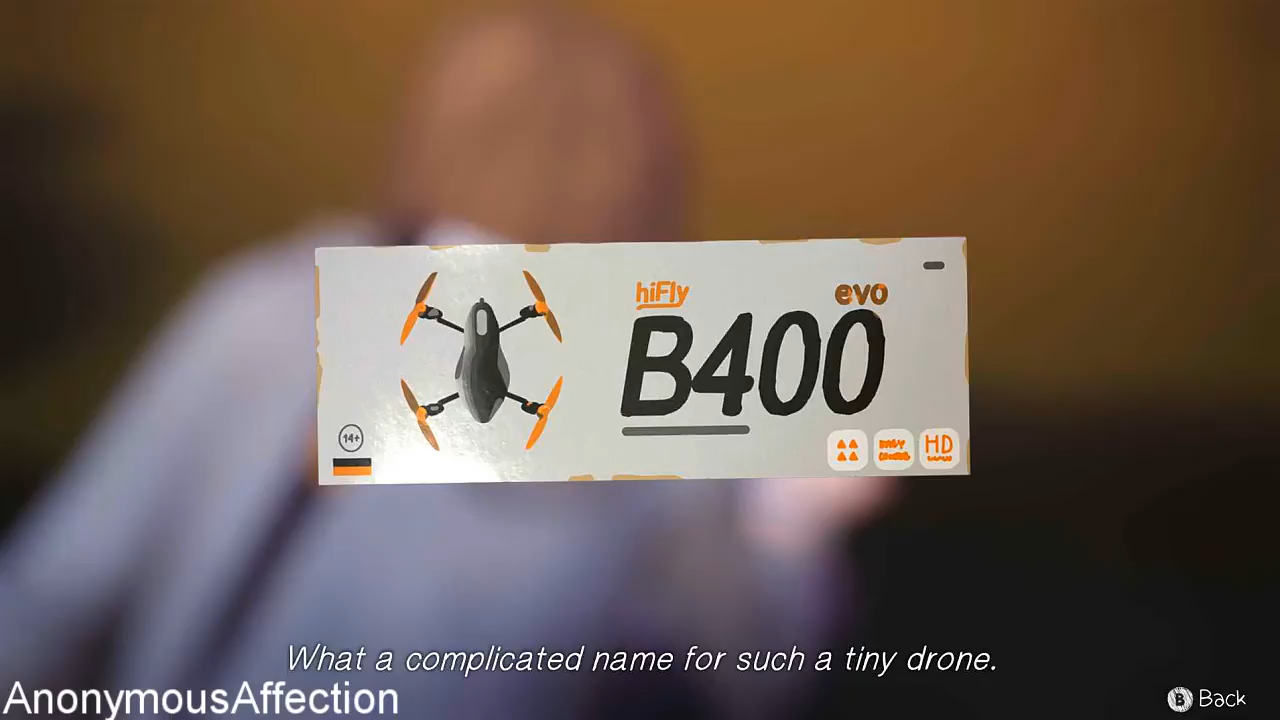 hiFly
evo
B400
14+
HD
What a complicated name for such a tiny drone.
AnonymousAffection
B Back